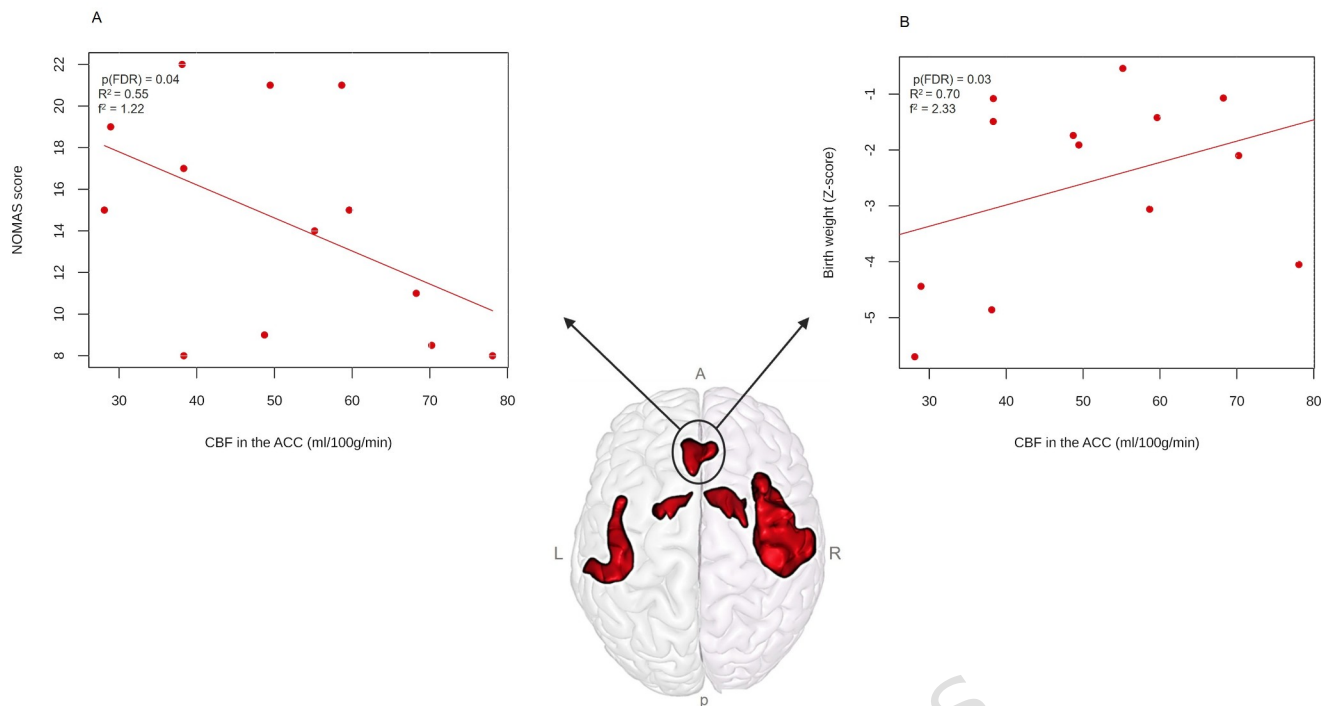 A
p(FDR) = 0.04
R² = 0.55
f² = 1.22
NOMAS score
22
20
18
16
14
12
10
8
30 40 50 60 70 80
CBF in the ACC (ml/100g/min)
B
p(FDR) = 0.03
R² = 0.70
f² = 2.33
Birth weight (Z-score)
-1
-2
-3
-4
-5
30 40 50 60 70 80
CBF in the ACC (ml/100g/min)
A
L R
p